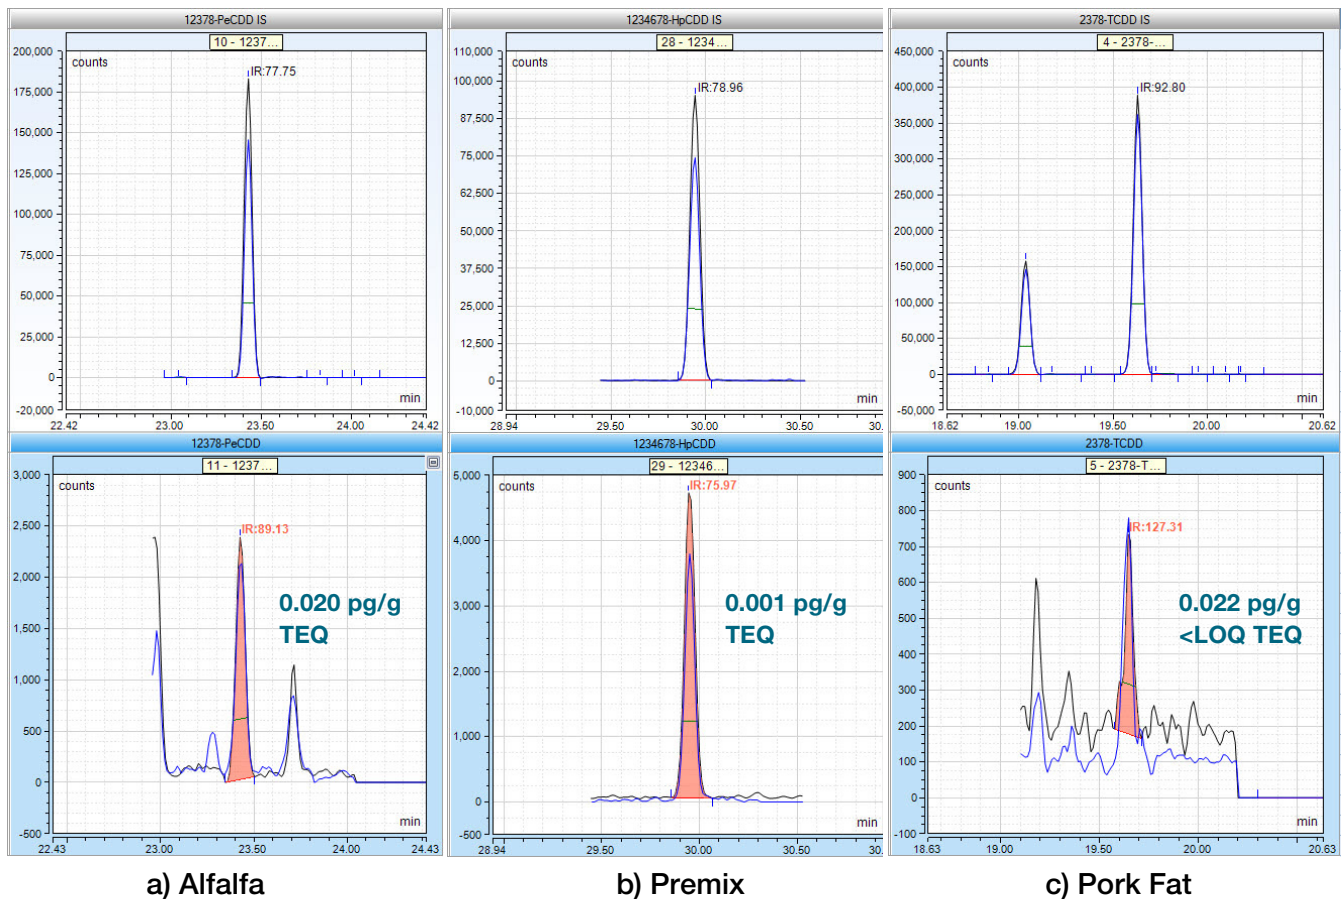 12378-PeCDD IS
10 - 1237...
counts
200,000
175,000
150,000
125,000
100,000
75,000
50,000
25,000
0
-20,000
IR:77.75
min
22.42
23.00
23.50
24.00
24.42
1234678-HpCDD IS
28 - 1234...
counts
110,000
100,000
87,500
75,000
62,500
50,000
37,500
25,000
12,500
0
-10,000
IR:78.96
min
28.94
29.50
30.00
30.50
30.
2378-TCDD IS
4 - 2378-...
counts
450,000
400,000
350,000
300,000
250,000
200,000
150,000
100,000
50,000
0
-50,000
IR:92.80
min
18.62
19.00
19.50
20.00
20.62
12378-PeCDD
11 - 1237...
counts
3,000
2,500
2,000
1,500
1,000
500
0
-500
IR:89.13
0.020 pg/g
TEQ
min
22.43
23.00
23.50
24.00
24.43
1234678-HpCDD
29 - 12346...
counts
5,000
4,000
3,000
2,000
1,000
0
-500
IR:75.97
0.001 pg/g
TEQ
min
28.94
29.50
30.00
30.50
30.
2378-TCDD
5 - 2378-T...
counts
900
800
700
600
500
400
300
200
100
0
-100
IR:127.31
0.022 pg/g
<LOQ TEQ
min
18.63
19.00
19.50
20.00
20.63
a) Alfalfa
b) Premix
c) Pork Fat